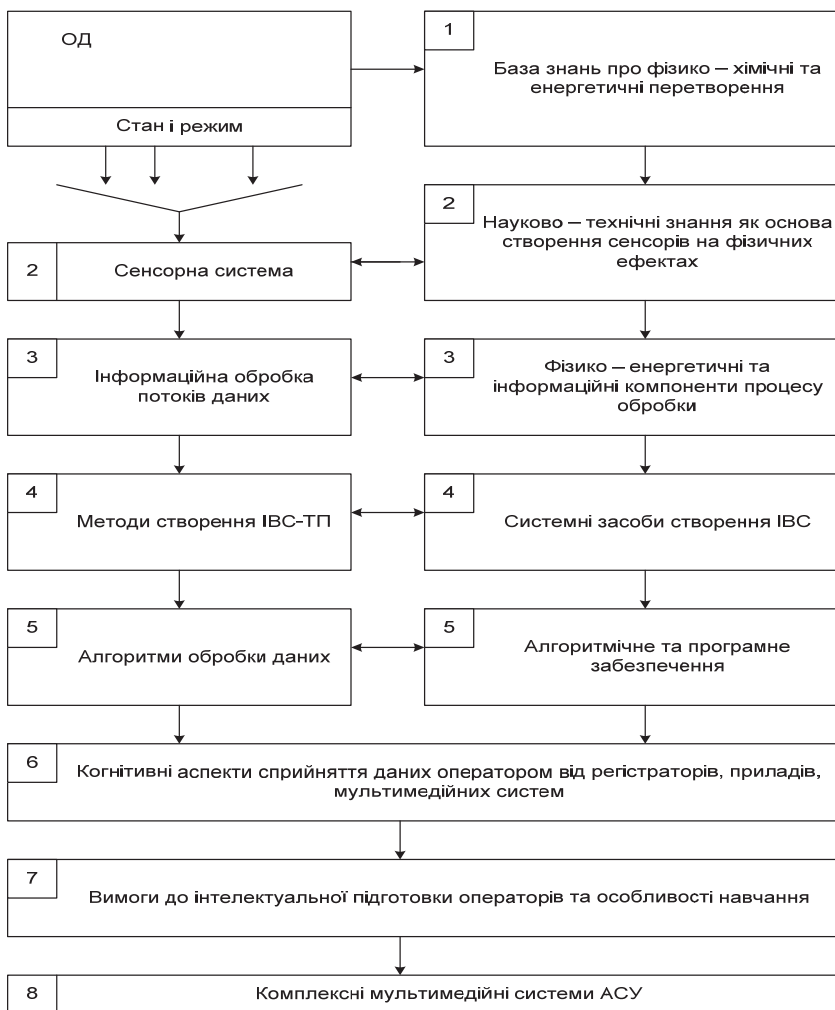 ОД
Стан і режим
1
База знань про фізико – хімічні та
енергетичні перетворення
2
Науково – технічні знання як основа
створення сенсорів на фізичних
ефектах
2
Сенсорна система
3
Інформаційна обробка
потоків даних
3
Фізико – енергетичні та
інформаційні компоненти процесу
обробки
4
Методи створення ІВС-ТП
4
Системні засоби створення ІВС
5
Алгоритми обробки даних
5
Алгоритмічне та програмне
забезпечення
6
Когнітивні аспекти сприйняття даних оператором від регістраторів, приладів,
мультимедійних систем
7
Вимоги до інтелектуальної підготовки операторів та особливості навчання
8
Комплексні мультимедійні системи АСУ